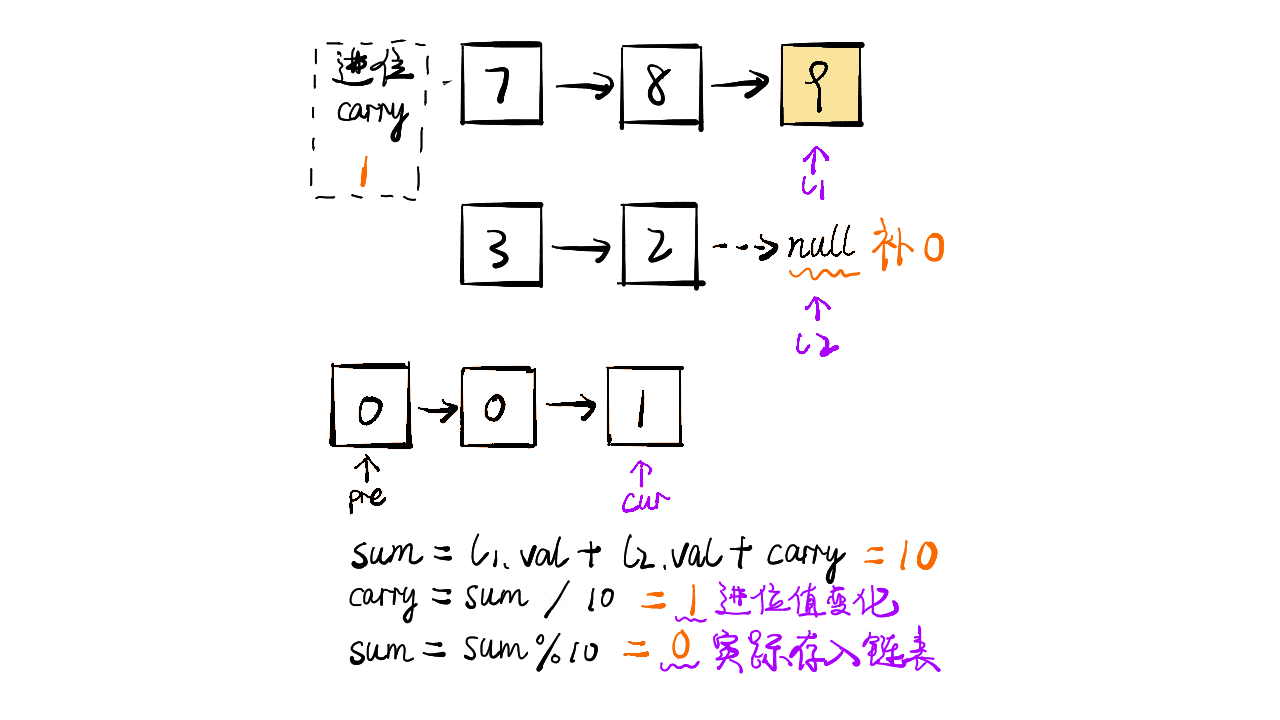 进位
carry
1
7 → 8 → 9
↑
l1
3 → 2 → null 补0
↑
l2
0 → 0 → 1
↑ ↑
pre cur
sum = l1.val + l2.val + carry = 10
carry = sum / 10 = 1 进位值变化
sum = sum%10 = 0 实际存入链表